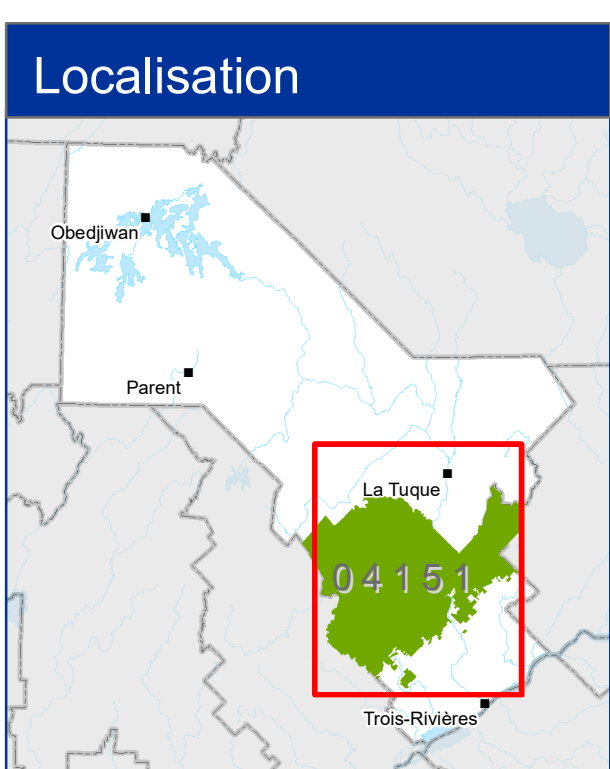 Localisation
Obedjiwan
Parent
La Tuque
04151
Trois-Rivières